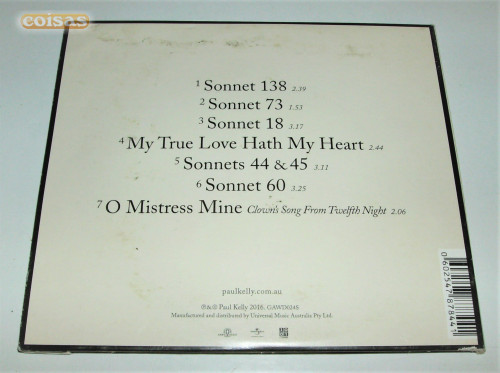 coisas
1 Sonnet 138 2.39
2 Sonnet 73 1.53
3 Sonnet 18 3.17
4 My True Love Hath My Heart 2.44
5 Sonnets 44 & 45 3.11
6 Sonnet 60 3.25
7 O Mistress Mine Clown's Song From Twelfth Night 2.06
paulkelly.com.au
℗&© Paul Kelly 2016. GAWD024S
Manufactured and distributed by Universal Music Australia Pty Ltd.
0602547878441